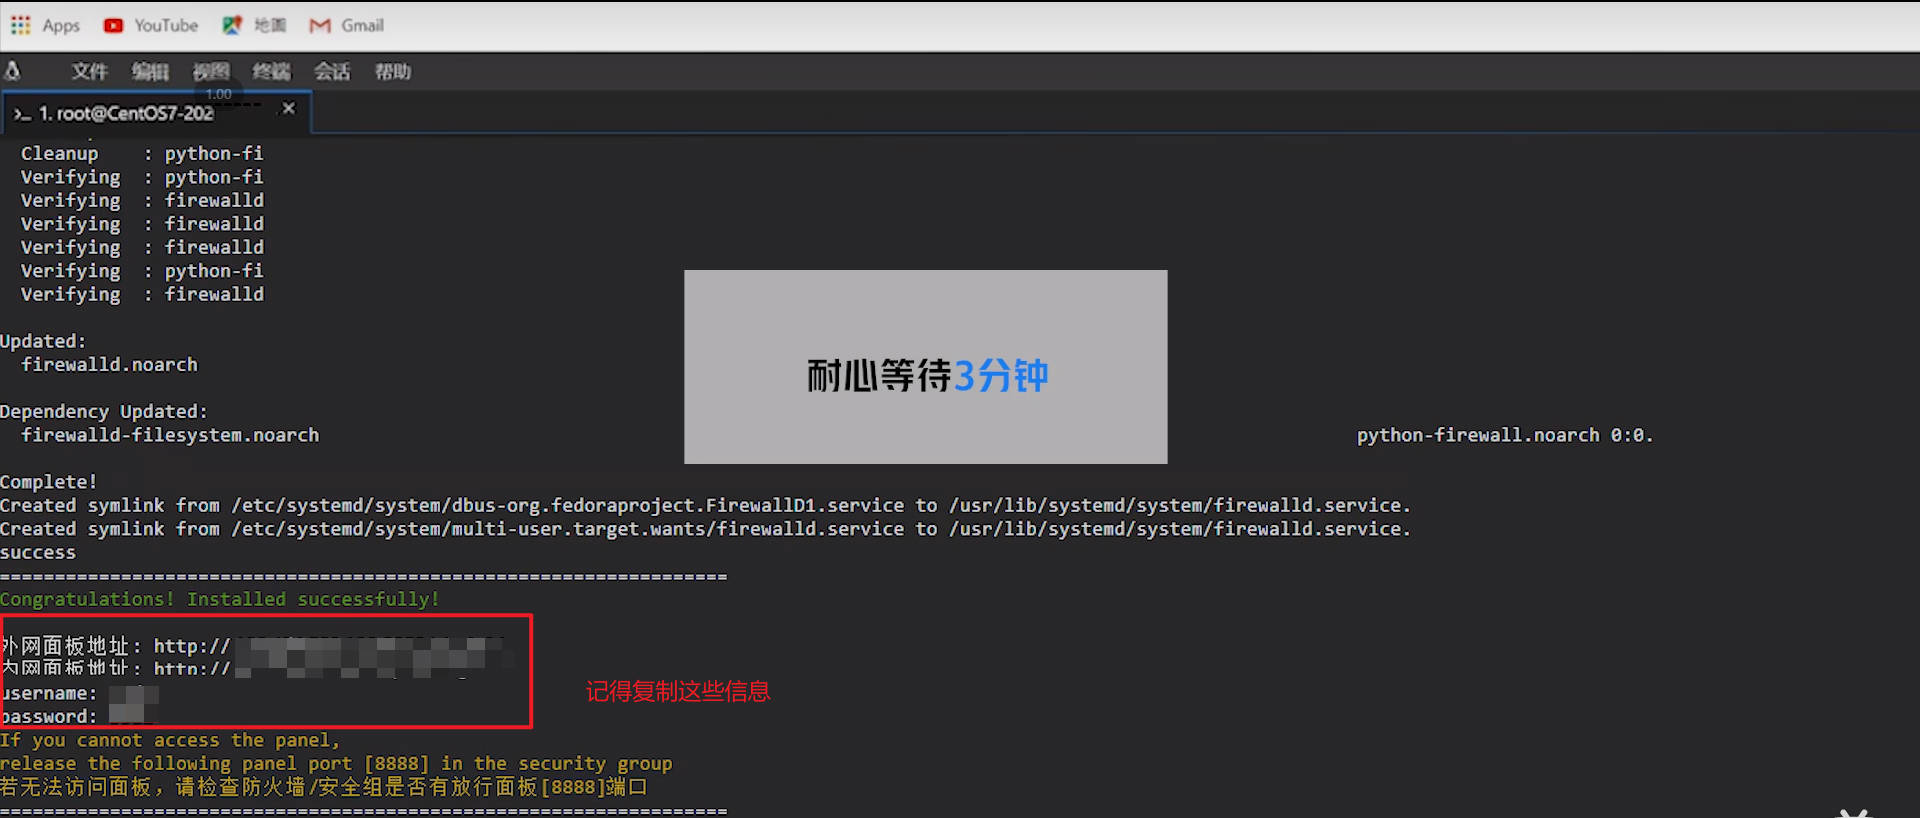 Apps YouTube 地圖 Gmail
文件 编辑 视图 终端 会话 帮助
1.00
>_ 1. root@CentOS7-202 ×
Cleanup : python-fi
Verifying : python-fi
Verifying : firewalld
Verifying : firewalld
Verifying : firewalld
Verifying : python-fi
Verifying : firewalld
Updated:
firewalld.noarch
耐心等待3分钟
Dependency Updated:
firewalld-filesystem.noarch python-firewall.noarch 0:0.
Complete!
Created symlink from /etc/systemd/system/dbus-org.fedoraproject.FirewallD1.service to /usr/lib/systemd/system/firewalld.service.
Created symlink from /etc/systemd/system/multi-user.target.wants/firewalld.service to /usr/lib/systemd/system/firewalld.service.
success
==================================================================
Congratulations! Installed successfully!
外网面板地址: http://
内网面板地址: http://
username:
password:
记得复制这些信息
If you cannot access the panel,
release the following panel port [8888] in the security group
若无法访问面板，请检查防火墙/安全组是否有放行面板[8888]端口
==================================================================